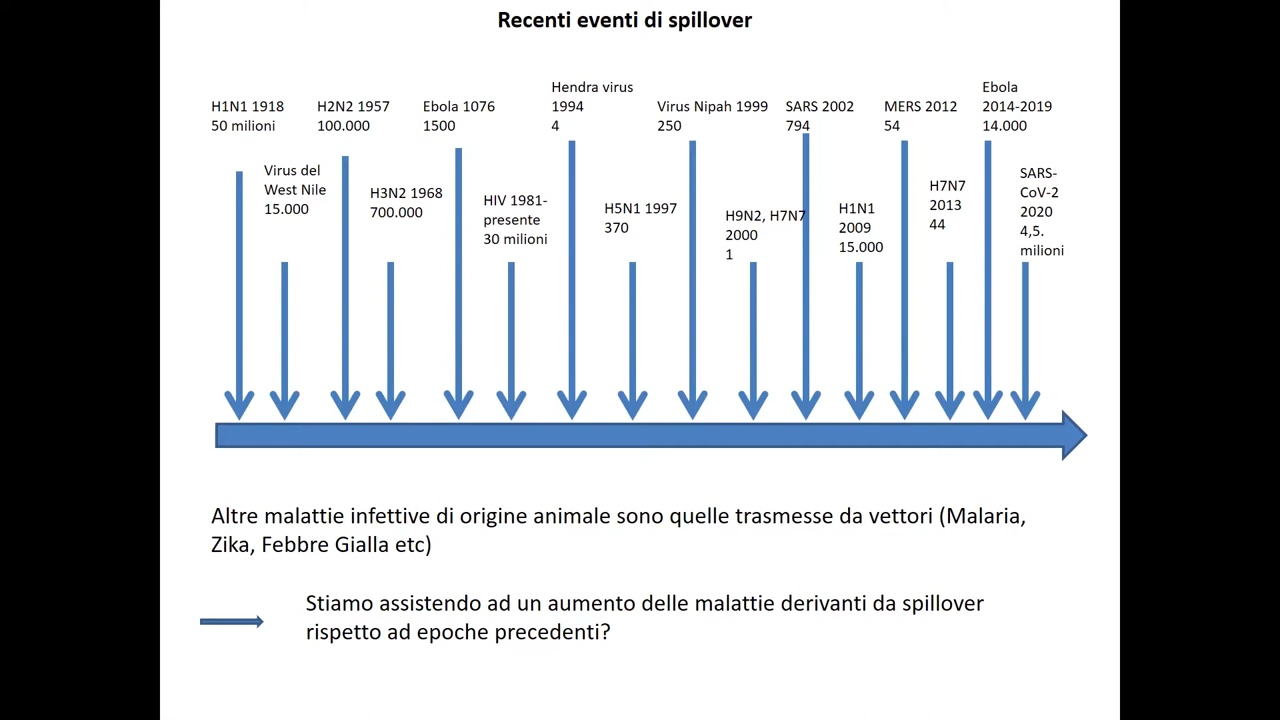 Recenti eventi di spillover
H1N1 1918
50 milioni
Virus del
West Nile
15.000
H2N2 1957
100.000
H3N2 1968
700.000
Ebola 1076
1500
HIV 1981-
presente
30 milioni
Hendra virus
1994
4
H5N1 1997
370
Virus Nipah 1999
250
H9N2, H7N7
2000
1
SARS 2002
794
H1N1
2009
15.000
MERS 2012
54
H7N7
2013
44
Ebola
2014-2019
14.000
SARS-
CoV-2
2020
4,5.
milioni
Altre malattie infettive di origine animale sono quelle trasmesse da vettori (Malaria,
Zika, Febbre Gialla etc)
Stiamo assistendo ad un aumento delle malattie derivanti da spillover
rispetto ad epoche precedenti?